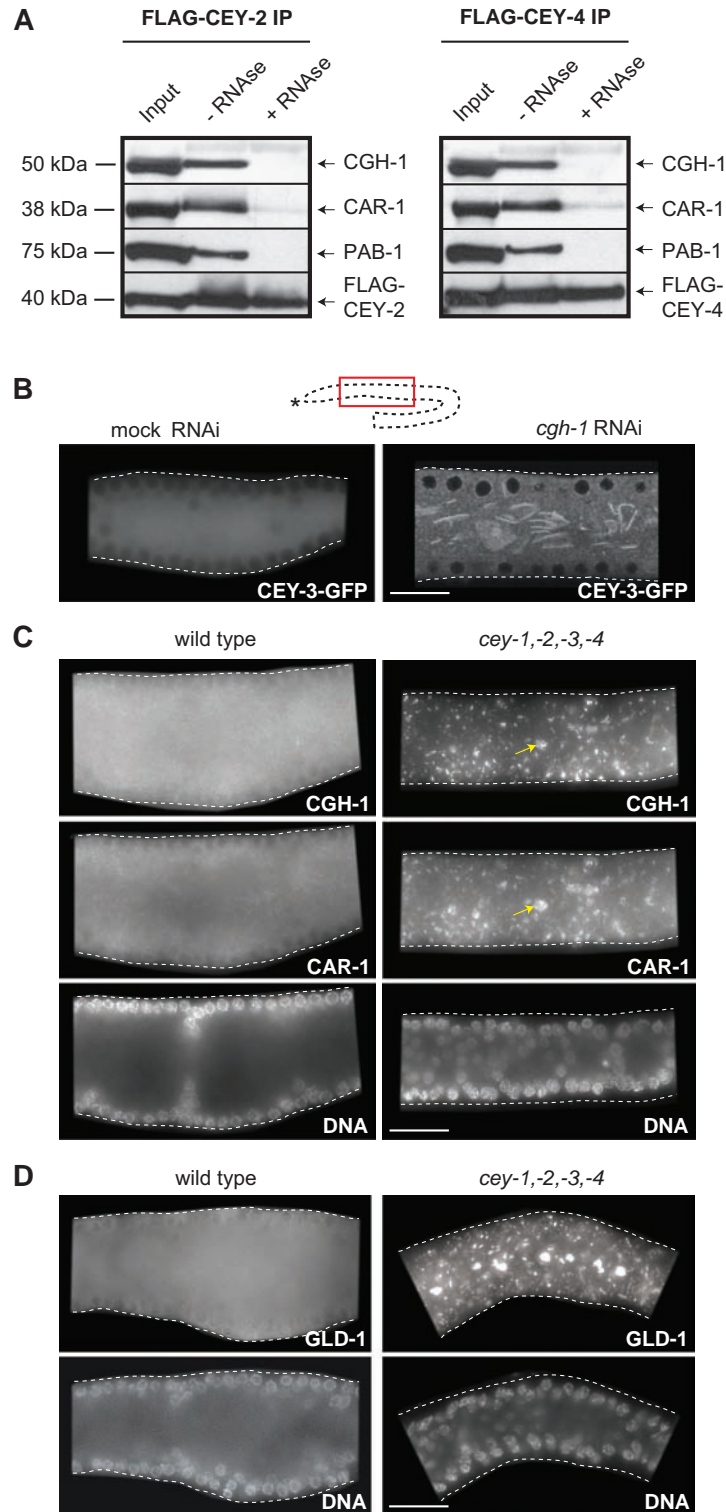 A
FLAG-CEY-2 IP
FLAG-CEY-4 IP
Input
- RNAse
+ RNAse
Input
- RNAse
+ RNAse
50 kDa
← CGH-1
← CGH-1
38 kDa
← CAR-1
← CAR-1
75 kDa
← PAB-1
← PAB-1
40 kDa
← FLAG-
CEY-2
← FLAG-
CEY-4
B
*
mock RNAi
cgh-1 RNAi
CEY-3-GFP
CEY-3-GFP
C
wild type
cey-1,-2,-3,-4
CGH-1
CGH-1
CAR-1
CAR-1
DNA
DNA
D
wild type
cey-1,-2,-3,-4
GLD-1
GLD-1
DNA
DNA